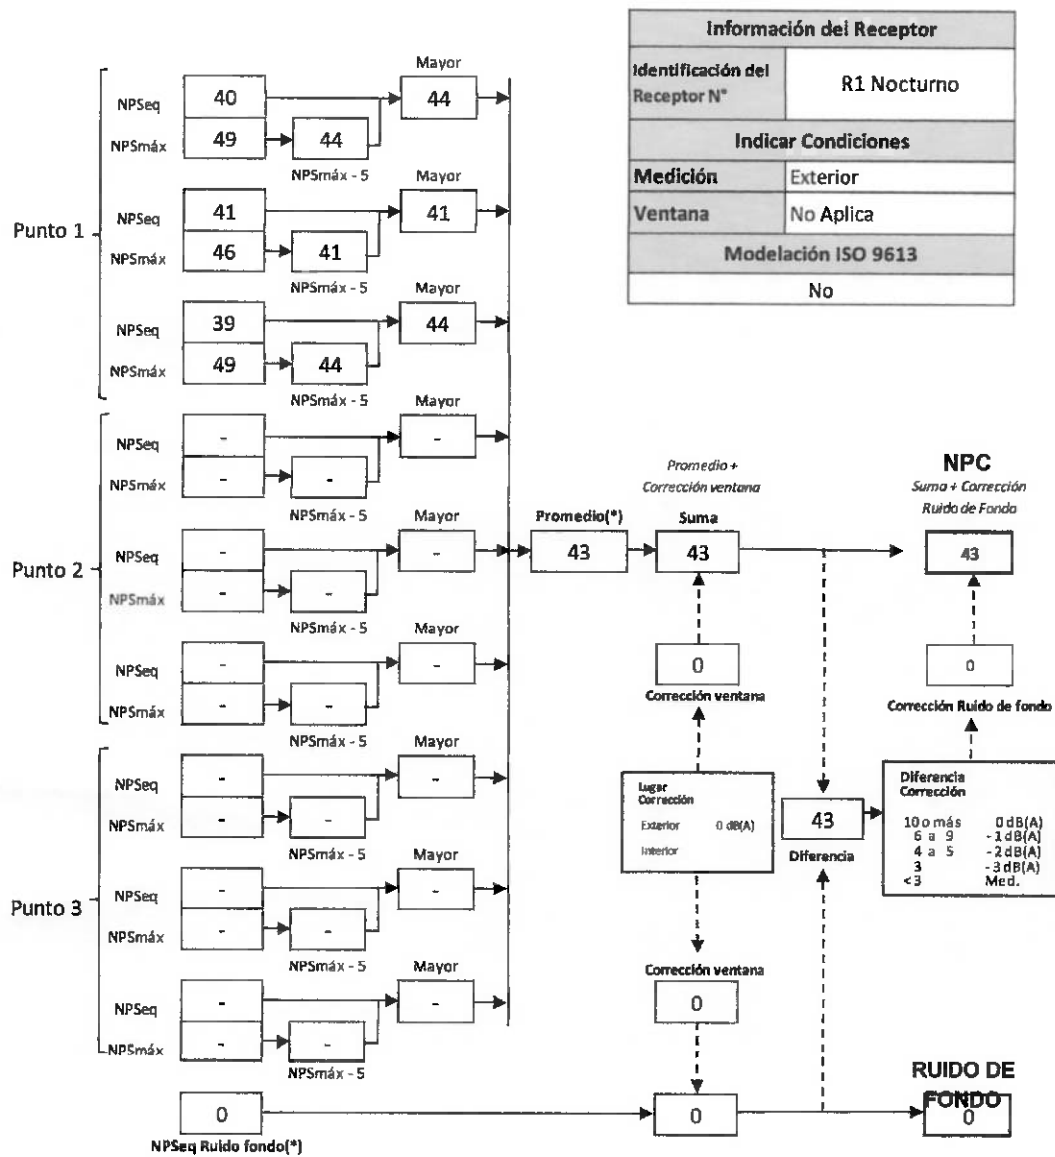 Información del Receptor
Identificación del Receptor N°
R1 Nocturno
Indicar Condiciones
Medición Exterior
Ventana No Aplica
Modelación ISO 9613
No
Punto 1
Mayor
NPSeq 40 44
NPSmáx 49 44
NPSmáx - 5
Mayor
NPSeq 41 41
NPSmáx 46 41
NPSmáx - 5
Mayor
NPSeq 39 44
NPSmáx 49 44
NPSmáx - 5
Punto 2
Mayor
NPSeq - -
NPSmáx - -
NPSmáx - 5
Mayor
NPSeq - -
NPSmáx - -
NPSmáx - 5
Mayor
NPSeq - -
NPSmáx - -
NPSmáx - 5
Punto 3
Mayor
NPSeq - -
NPSmáx - -
NPSmáx - 5
Mayor
NPSeq - -
NPSmáx - -
NPSmáx - 5
Mayor
NPSeq - -
NPSmáx - -
NPSmáx - 5
Promedio(*)
43
Promedio +
Corrección ventana
Suma
43
0
Corrección ventana
NPC
Suma + Corrección
Ruido de Fondo
43
0
Corrección Ruido de fondo
Lugar
Corrección
Exterior 0 dB(A)
Interior
43
Diferencia
Diferencia
Corrección
10 o más 0 dB(A)
6 a 9 -1 dB(A)
4 a 5 -2 dB(A)
3 -3 dB(A)
<3 Med.
Corrección ventana
0
0
NPSeq Ruido fondo(*)
0
RUIDO DE
FONDO
0